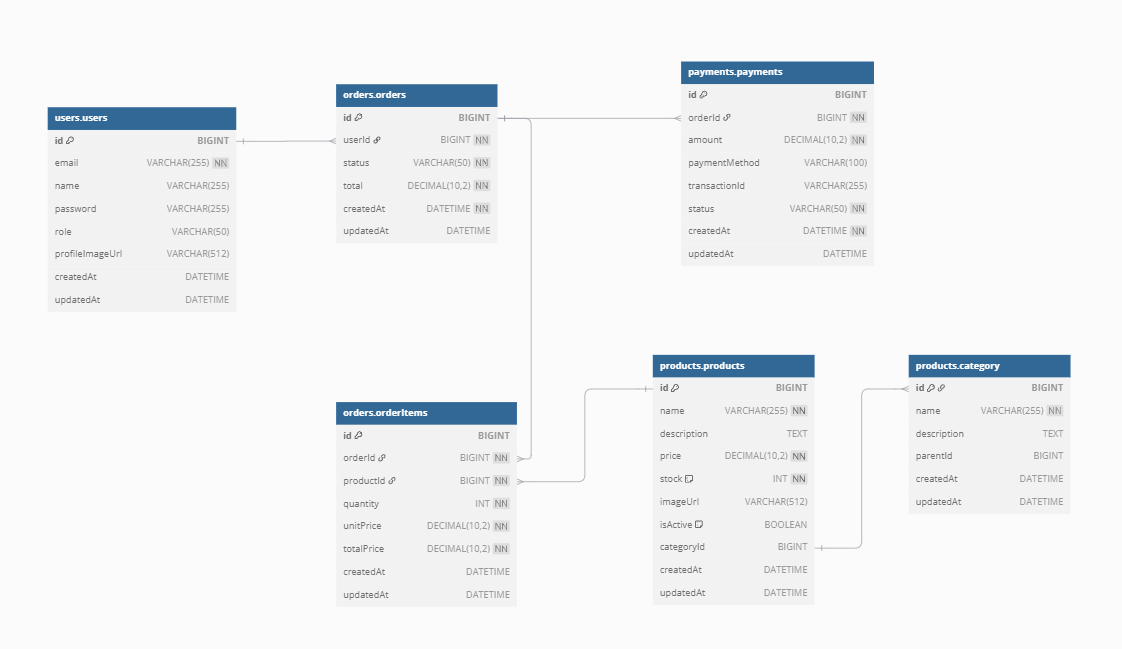 users.users
id BIGINT
email VARCHAR(255) NN
name VARCHAR(255)
password VARCHAR(255)
role VARCHAR(50)
profileImageUrl VARCHAR(512)
createdAt DATETIME
updatedAt DATETIME
orders.orders
id BIGINT
userId BIGINT NN
status VARCHAR(50) NN
total DECIMAL(10,2) NN
createdAt DATETIME NN
updatedAt DATETIME
payments.payments
id BIGINT
orderId BIGINT NN
amount DECIMAL(10,2) NN
paymentMethod VARCHAR(100)
transactionId VARCHAR(255)
status VARCHAR(50) NN
createdAt DATETIME NN
updatedAt DATETIME
orders.orderItems
id BIGINT
orderId BIGINT NN
productId BIGINT NN
quantity INT NN
unitPrice DECIMAL(10,2) NN
totalPrice DECIMAL(10,2) NN
createdAt DATETIME
updatedAt DATETIME
products.products
id BIGINT
name VARCHAR(255) NN
description TEXT
price DECIMAL(10,2) NN
stock INT NN
imageUrl VARCHAR(512)
isActive BOOLEAN
categoryId BIGINT
createdAt DATETIME
updatedAt DATETIME
products.category
id BIGINT
name VARCHAR(255) NN
description TEXT
parentId BIGINT
createdAt DATETIME
updatedAt DATETIME